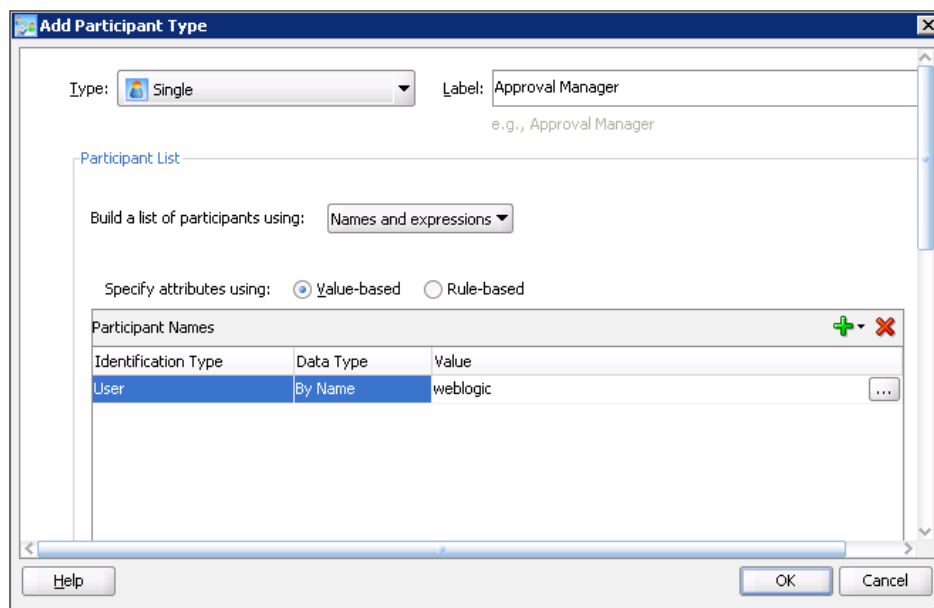 Add Participant Type
Type: Single Label: Approval Manager
e.g., Approval Manager
Participant List
Build a list of participants using: Names and expressions
Specify attributes using: Value-based Rule-based
Participant Names
Identification Type Data Type Value
User By Name weblogic ...
Help OK Cancel